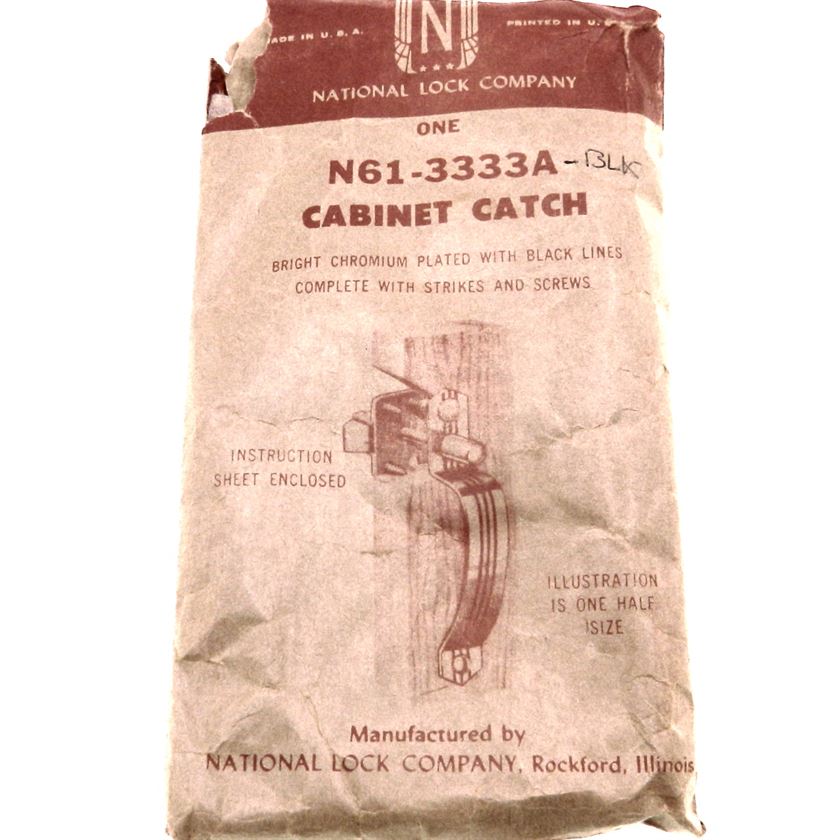 MADE IN U. S. A.
N
PRINTED IN U. S.
NATIONAL LOCK COMPANY
ONE
N61-3333A -BLK
CABINET CATCH
BRIGHT CHROMIUM PLATED WITH BLACK LINES
COMPLETE WITH STRIKES AND SCREWS
INSTRUCTION
SHEET ENCLOSED
ILLUSTRATION
IS ONE HALF
SIZE
Manufactured by
NATIONAL LOCK COMPANY, Rockford, Illinois